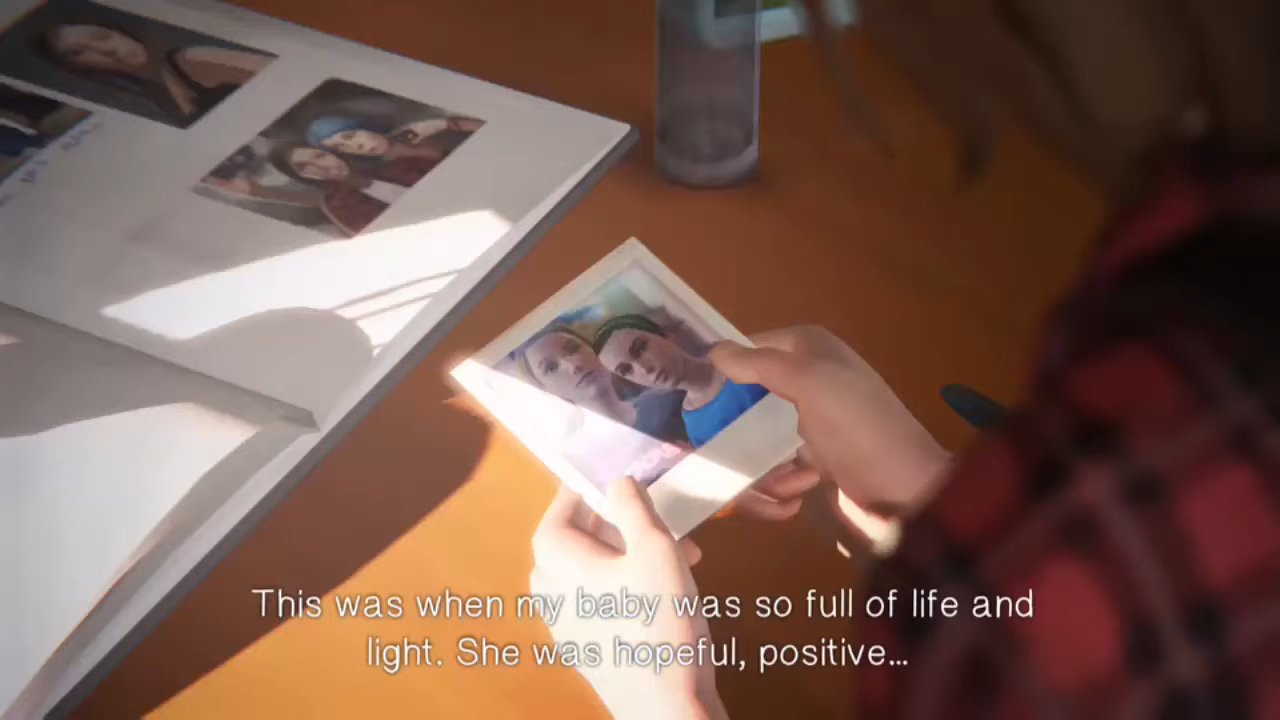 This was when my baby was so full of life and
light. She was hopeful, positive...